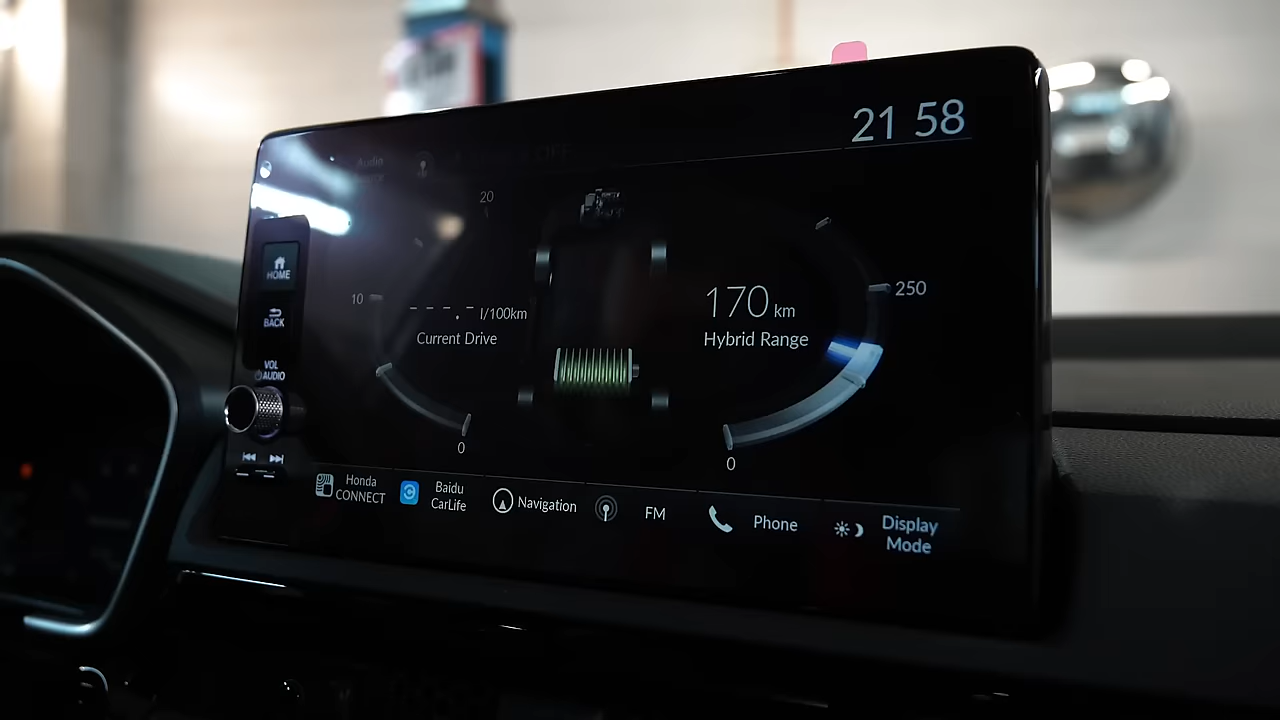 21 58
Audio
20
HOME
10
- - - . - l/100km
Current Drive
170 km
Hybrid Range
250
BACK
VOL
AUDIO
0
0
Honda
CONNECT
Baidu
CarLife
Navigation
FM
Phone
Display
Mode